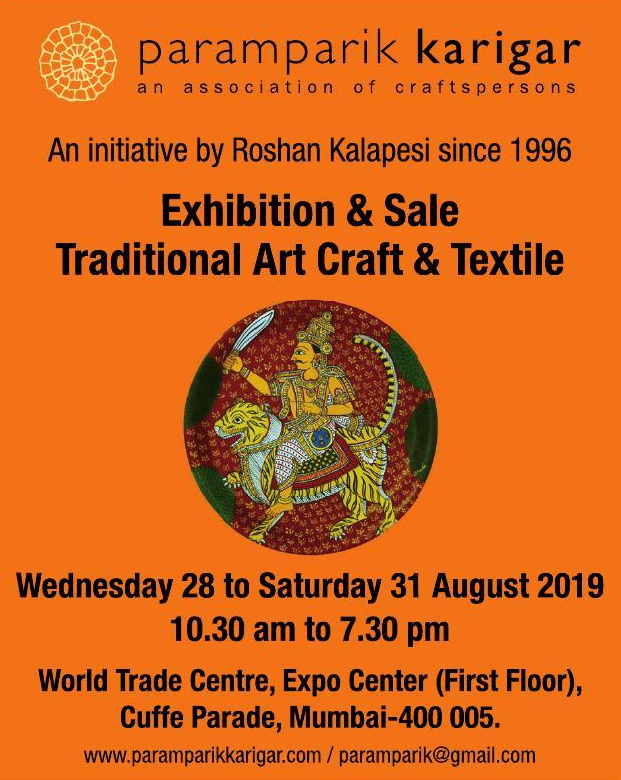 paramparik karigar
an association of craftspersons
An initiative by Roshan Kalapesi since 1996
Exhibition & Sale
Traditional Art Craft & Textile
Wednesday 28 to Saturday 31 August 2019
10.30 am to 7.30 pm
World Trade Centre, Expo Center (First Floor),
Cuffe Parade, Mumbai-400 005.
www.paramparikkarigar.com / paramparik@gmail.com